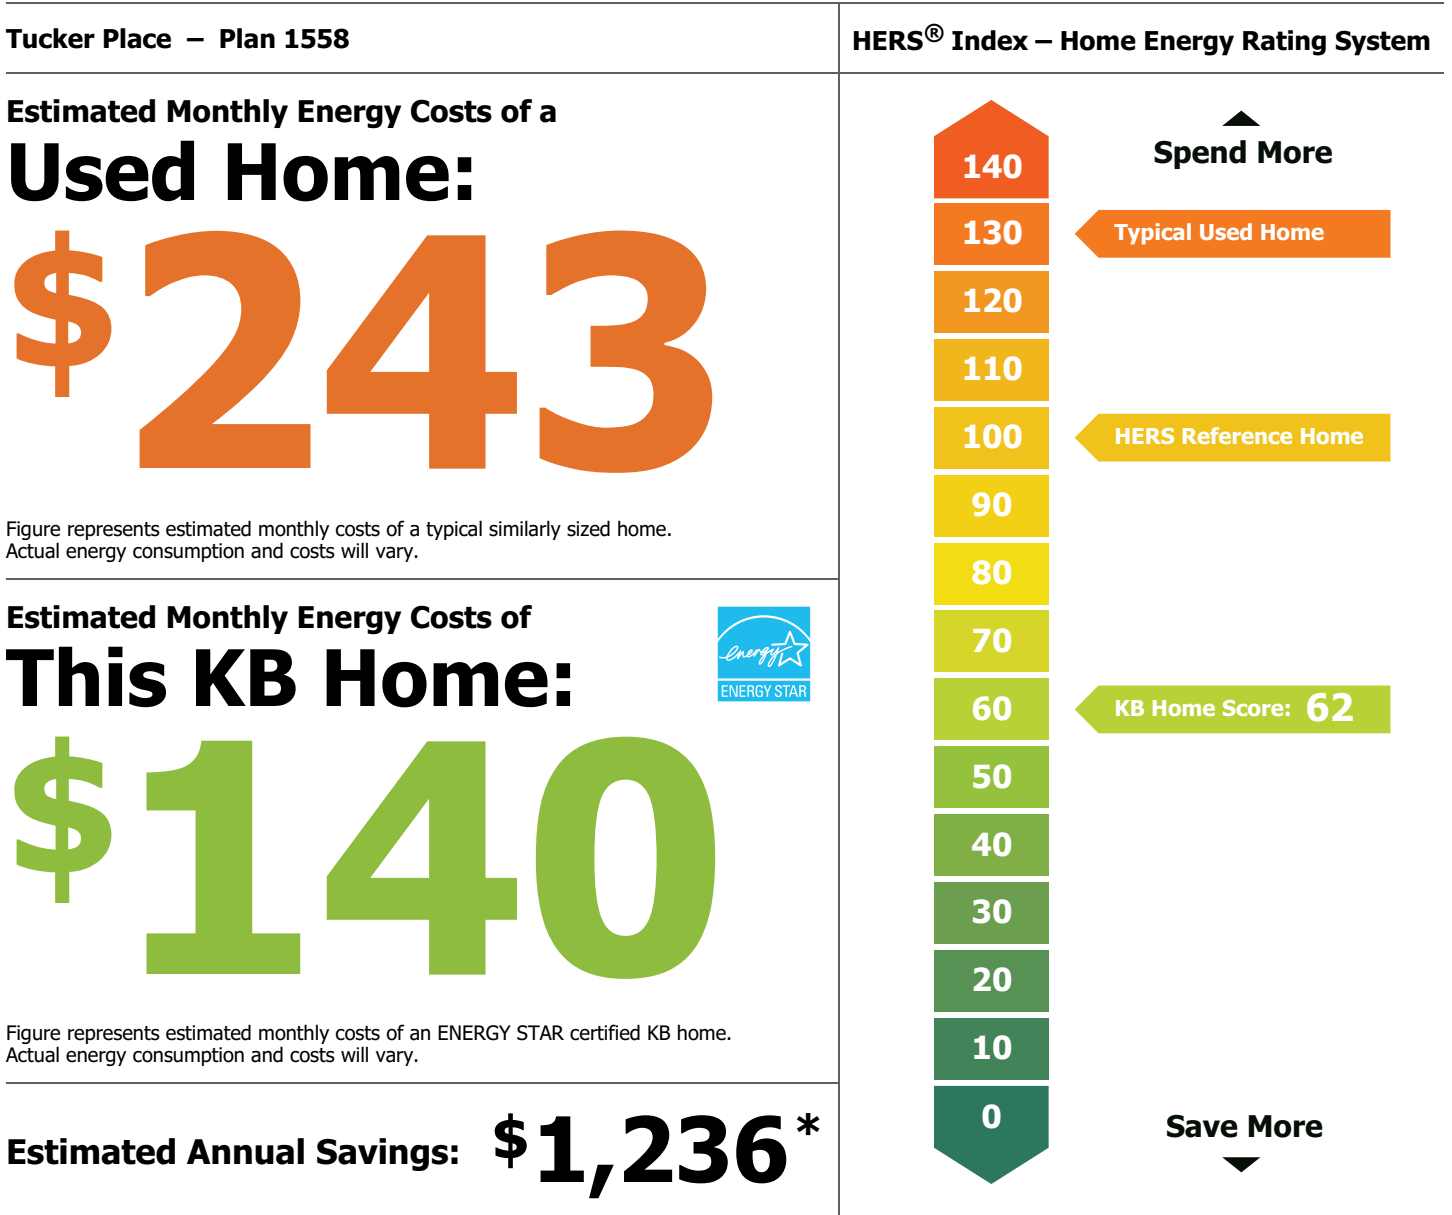 Tucker Place – Plan 1558
Estimated Monthly Energy Costs of a
Used Home:
$243
Figure represents estimated monthly costs of a typical similarly sized home.
Actual energy consumption and costs will vary.
Estimated Monthly Energy Costs of
This KB Home:
energy
ENERGY STAR
$140
Figure represents estimated monthly costs of an ENERGY STAR certified KB home.
Actual energy consumption and costs will vary.
Estimated Annual Savings: $1,236*
HERS® Index – Home Energy Rating System
Spend More
140
130 Typical Used Home
120
110
100 HERS Reference Home
90
80
70
60 KB Home Score: 62
50
40
30
20
10
0
Save More